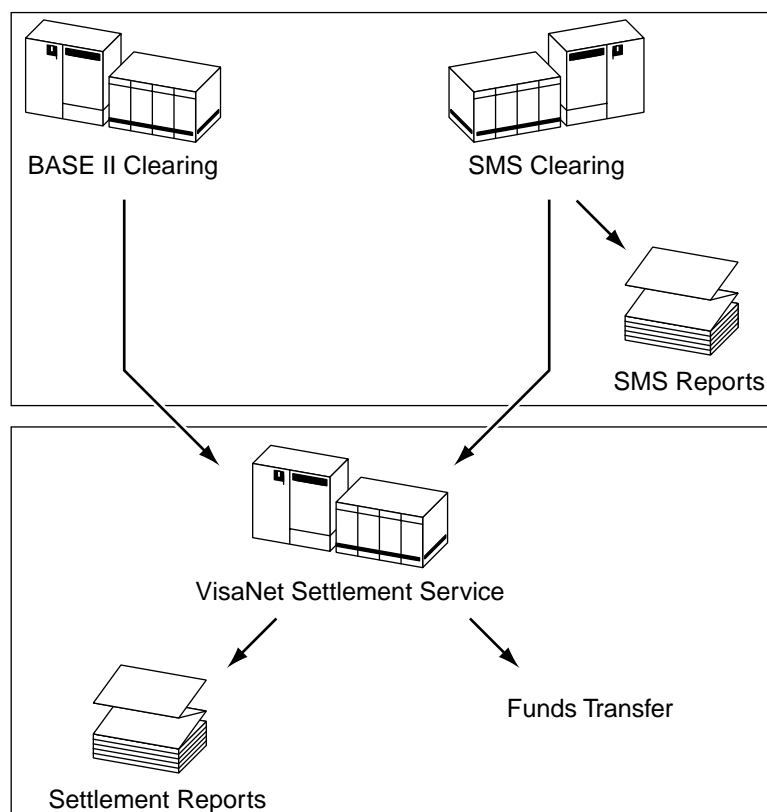 BASE II Clearing
SMS Clearing
SMS Reports
VisaNet Settlement Service
Funds Transfer
Settlement Reports